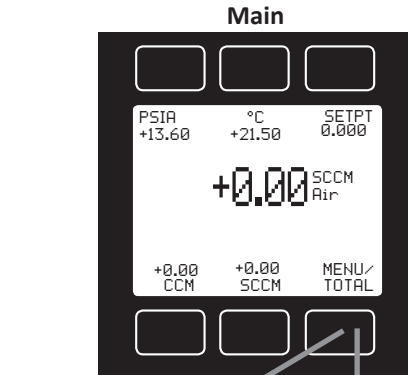 Main
PSIA °C SETPT
+13.60 +21.50 0.000
+0.00 SCCM
Air
+0.00 +0.00 MENU/
CCM SCCM TOTAL